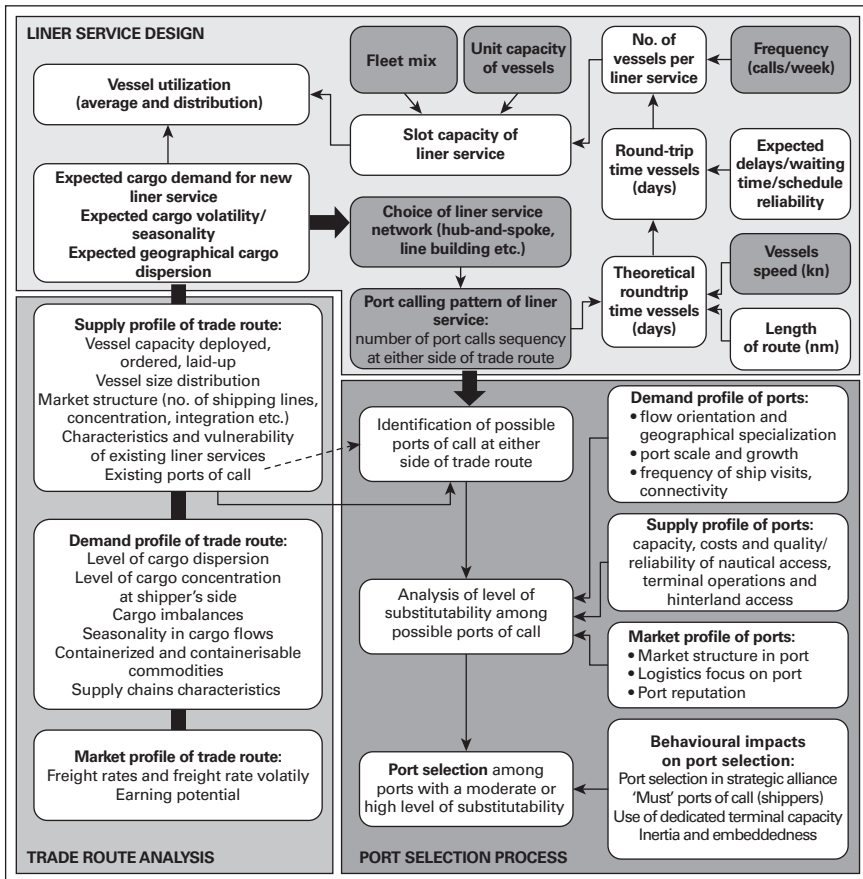 LINER SERVICE DESIGN
Fleet mix
Unit capacity
of vessels
No. of
vessels per
liner service
Frequency
(calls/week)
Vessel utilization
(average and distribution)
Slot capacity of
liner service
Round-trip
time vessels
(days)
Expected
delays/waiting
time/schedule
reliability
Expected cargo demand for new
liner service
Expected cargo volatility/
seasonality
Expected geographical cargo
dispersion
Choice of liner service
network (hub-and-spoke,
line building etc.)
Vessels
speed (kn)
Theoretical
roundtrip
time vessels
(days)
Port calling pattern of liner
service:
number of port calls sequency
at either side of trade route
Length
of route (nm)
Supply profile of trade route:
Vessel capacity deployed,
ordered, laid-up
Vessel size distribution
Market structure (no. of shipping lines,
concentration, integration etc.)
Characteristics and vulnerability
of existing liner services
Existing ports of call
Demand profile of trade route:
Level of cargo dispersion
Level of cargo concentration
at shipper's side
Cargo imbalances
Seasonality in cargo flows
Containerized and containerisable
commodities
Supply chains characteristics
Market profile of trade route:
Freight rates and freight rate volatily
Earning potential
TRADE ROUTE ANALYSIS
Identification of possible
ports of call at either
side of trade route
Demand profile of ports:
• flow orientation and
geographical specialization
• port scale and growth
• frequency of ship visits,
connectivity
Supply profile of ports:
capacity, costs and quality/
reliability of nautical access,
terminal operations and
hinterland access
Analysis of level of
substitutability among
possible ports of call
Market profile of ports:
• Market structure in port
• Logistics focus on port
• Port reputation
Port selection among
ports with a moderate or
high level of substitutability
Behavioural impacts
on port selection:
Port selection in strategic alliance
‘Must’ ports of call (shippers)
Use of dedicated terminal capacity
Inertia and embeddedness
PORT SELECTION PROCESS